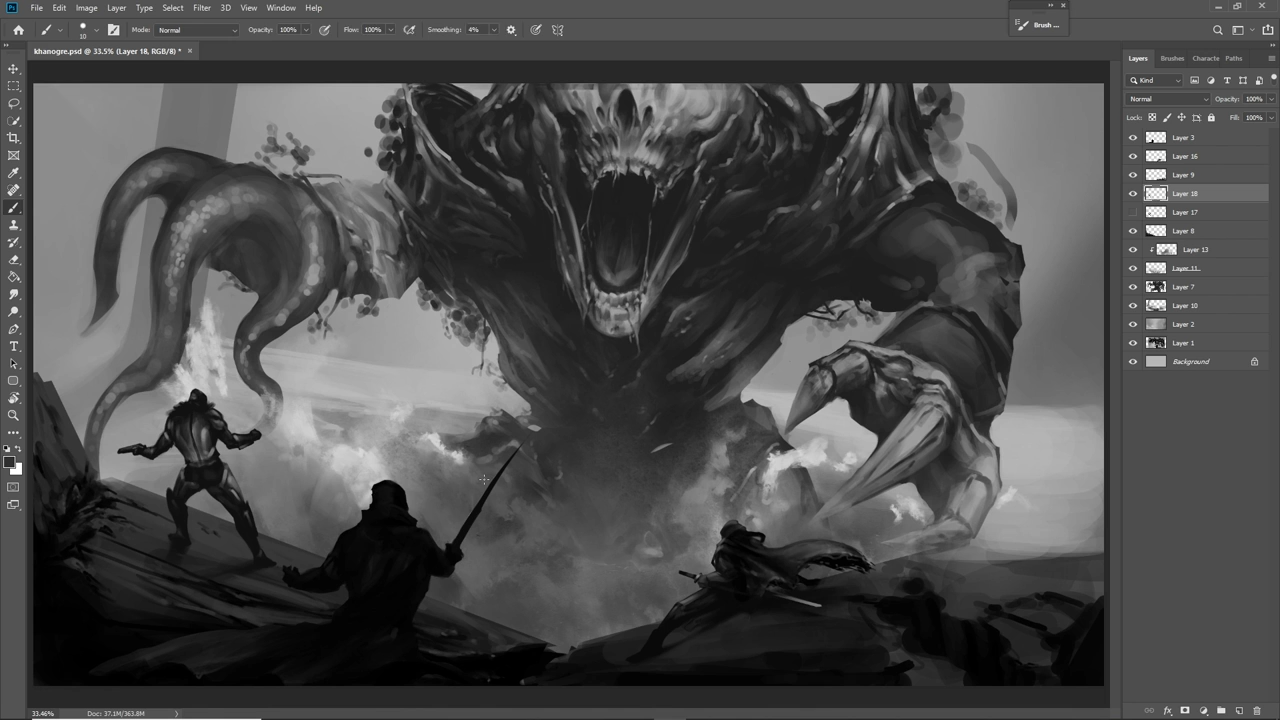 File Edit Image Layer Type Select Filter 3D View Window Help
Brush ...
10 Mode: Normal Opacity: 100% Flow: 100% Smoothing: 4%
khanogre.psd @ 33.5% (Layer 18, RGB/8) *
Layers Brushes Characte Paths
Kind
Normal Opacity: 100%
Lock: Fill: 100%
Layer 3
Layer 16
Layer 9
Layer 18
Layer 17
Layer 8
Layer 13
Layer 11
Layer 7
Layer 10
Layer 2
Layer 1
Background
33.46% Doc: 37.1M/363.8M